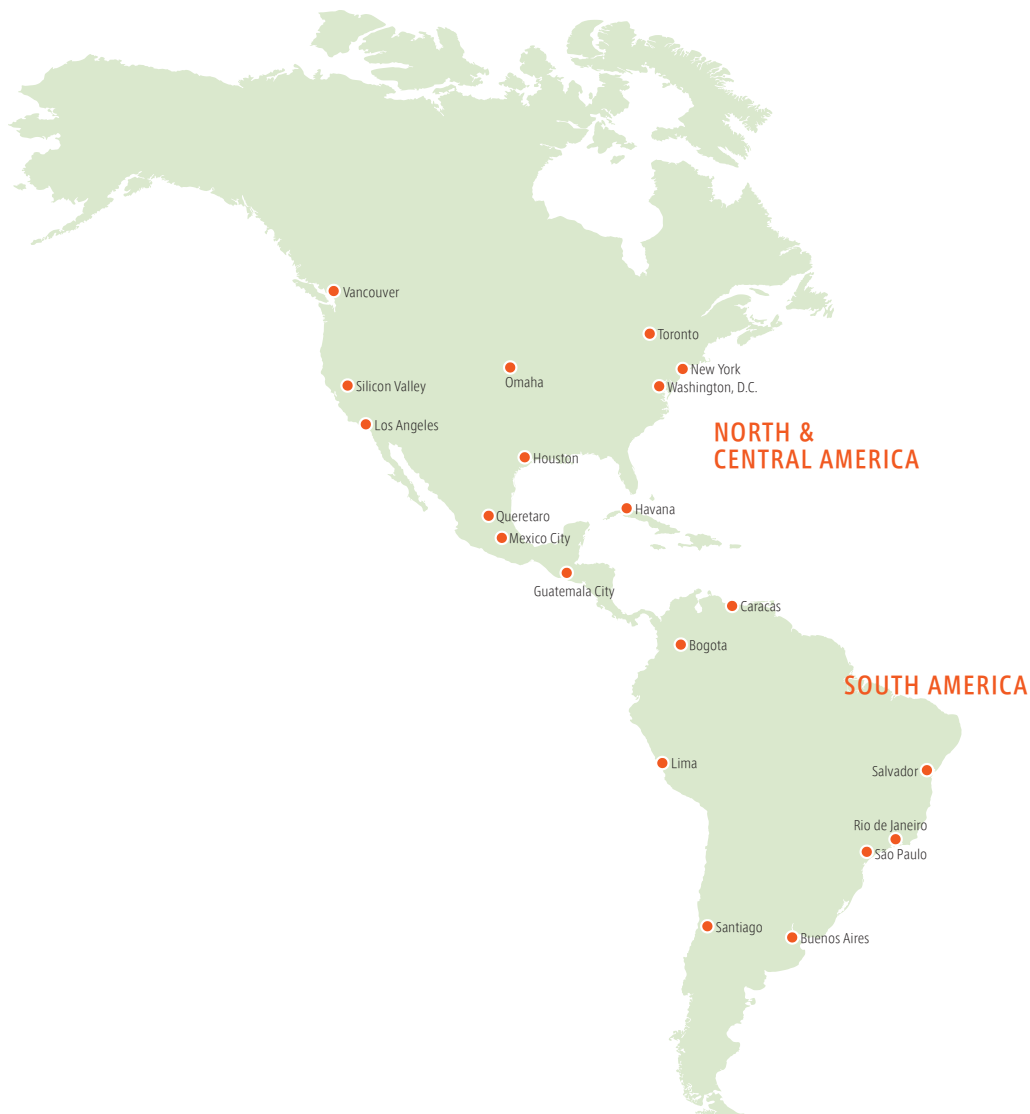 Vancouver
Toronto
New York
Omaha
Washington, D.C.
Silicon Valley
Los Angeles
NORTH &
CENTRAL AMERICA
Houston
Havana
Queretaro
Mexico City
Guatemala City
Caracas
Bogota
SOUTH AMERICA
Lima
Salvador
Rio de Janeiro
São Paulo
Santiago
Buenos Aires